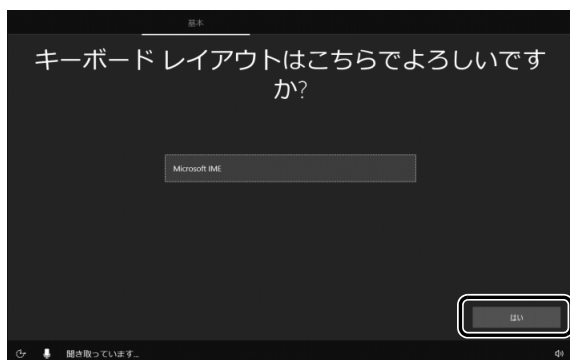 基本
キーボード レイアウトはこちらでよろしいです
か?
Microsoft IME
はい
聞き取っています...